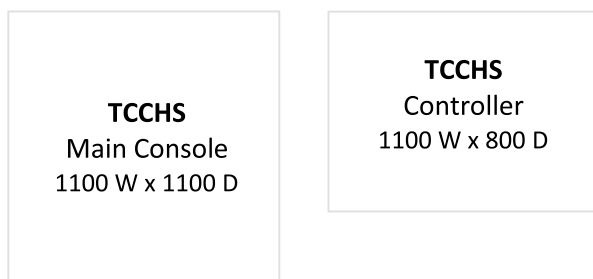 TCCHS
Main Console
1100 W x 1100 D
TCCHS
Controller
1100 W x 800 D